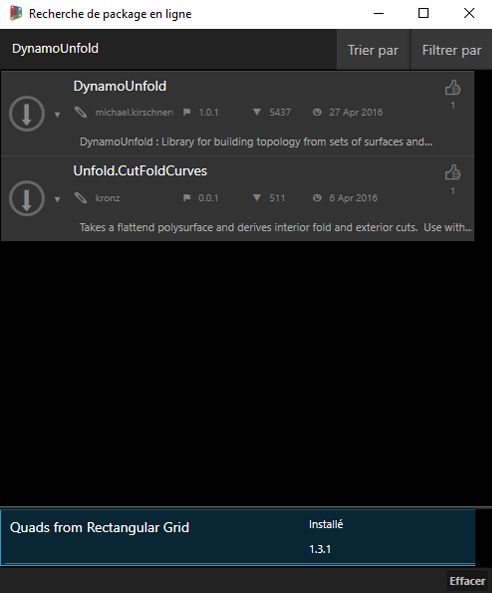 Recherche de package en ligne
DynamoUnfold
Trier par
Filtrer par
DynamoUnfold
michael.kirschner
1.0.1
5437
27 Apr 2016
1
DynamoUnfold : Library for building topology from sets of surfaces and...
Unfold.CutFoldCurves
kronz
0.0.1
511
6 Apr 2016
1
Takes a flattend polysurface and derives interior fold and exterior cuts. Use with...
Quads from Rectangular Grid
Installé
1.3.1
Effacer